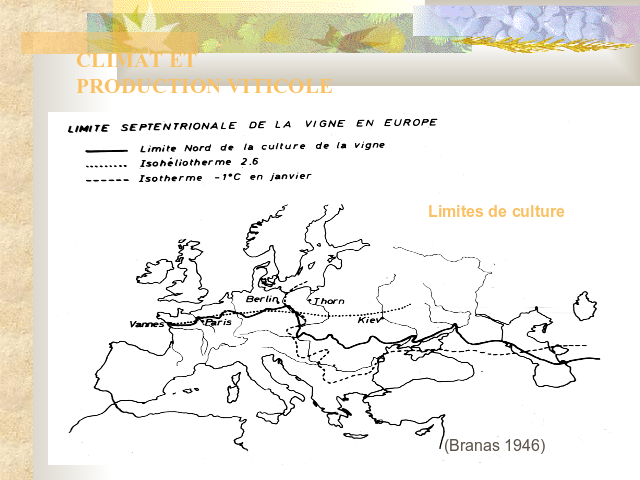 CLIMAT ET
PRODUCTION VITICOLE
LIMITE SEPTENTRIONALE DE LA VIGNE EN EUROPE
Limite Nord de la culture de la vigne
Isohéliotherme 2.6
Isotherme -1°C en janvier
Limites de culture
Berlin
Thorn
Vannes
Paris
Kiev
(Branas 1946)